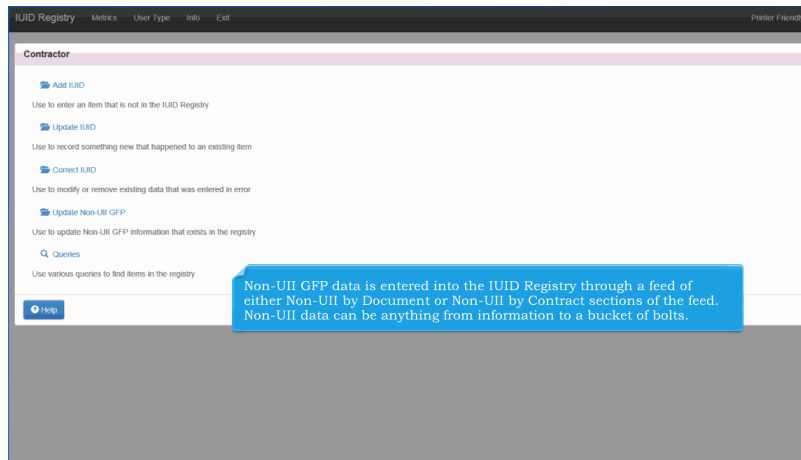 IUID Registry Metrics User Type Info Exit Printer Friendly
Contractor
Add IUID
Use to enter an item that is not in the IUID Registry
Update IUID
Use to record something new that happened to an existing item
Correct IUID
Use to modify or remove existing data that was entered in error
Update Non-UII GFP
Use to update Non-UII GFP information that exists in the registry
Queries
Use various queries to find items in the registry
Non-UII GFP data is entered into the IUID Registry through a feed of
either Non-UII by Document or Non-UII by Contract sections of the feed.
Non-UII data can be anything from information to a bucket of bolts.
Help